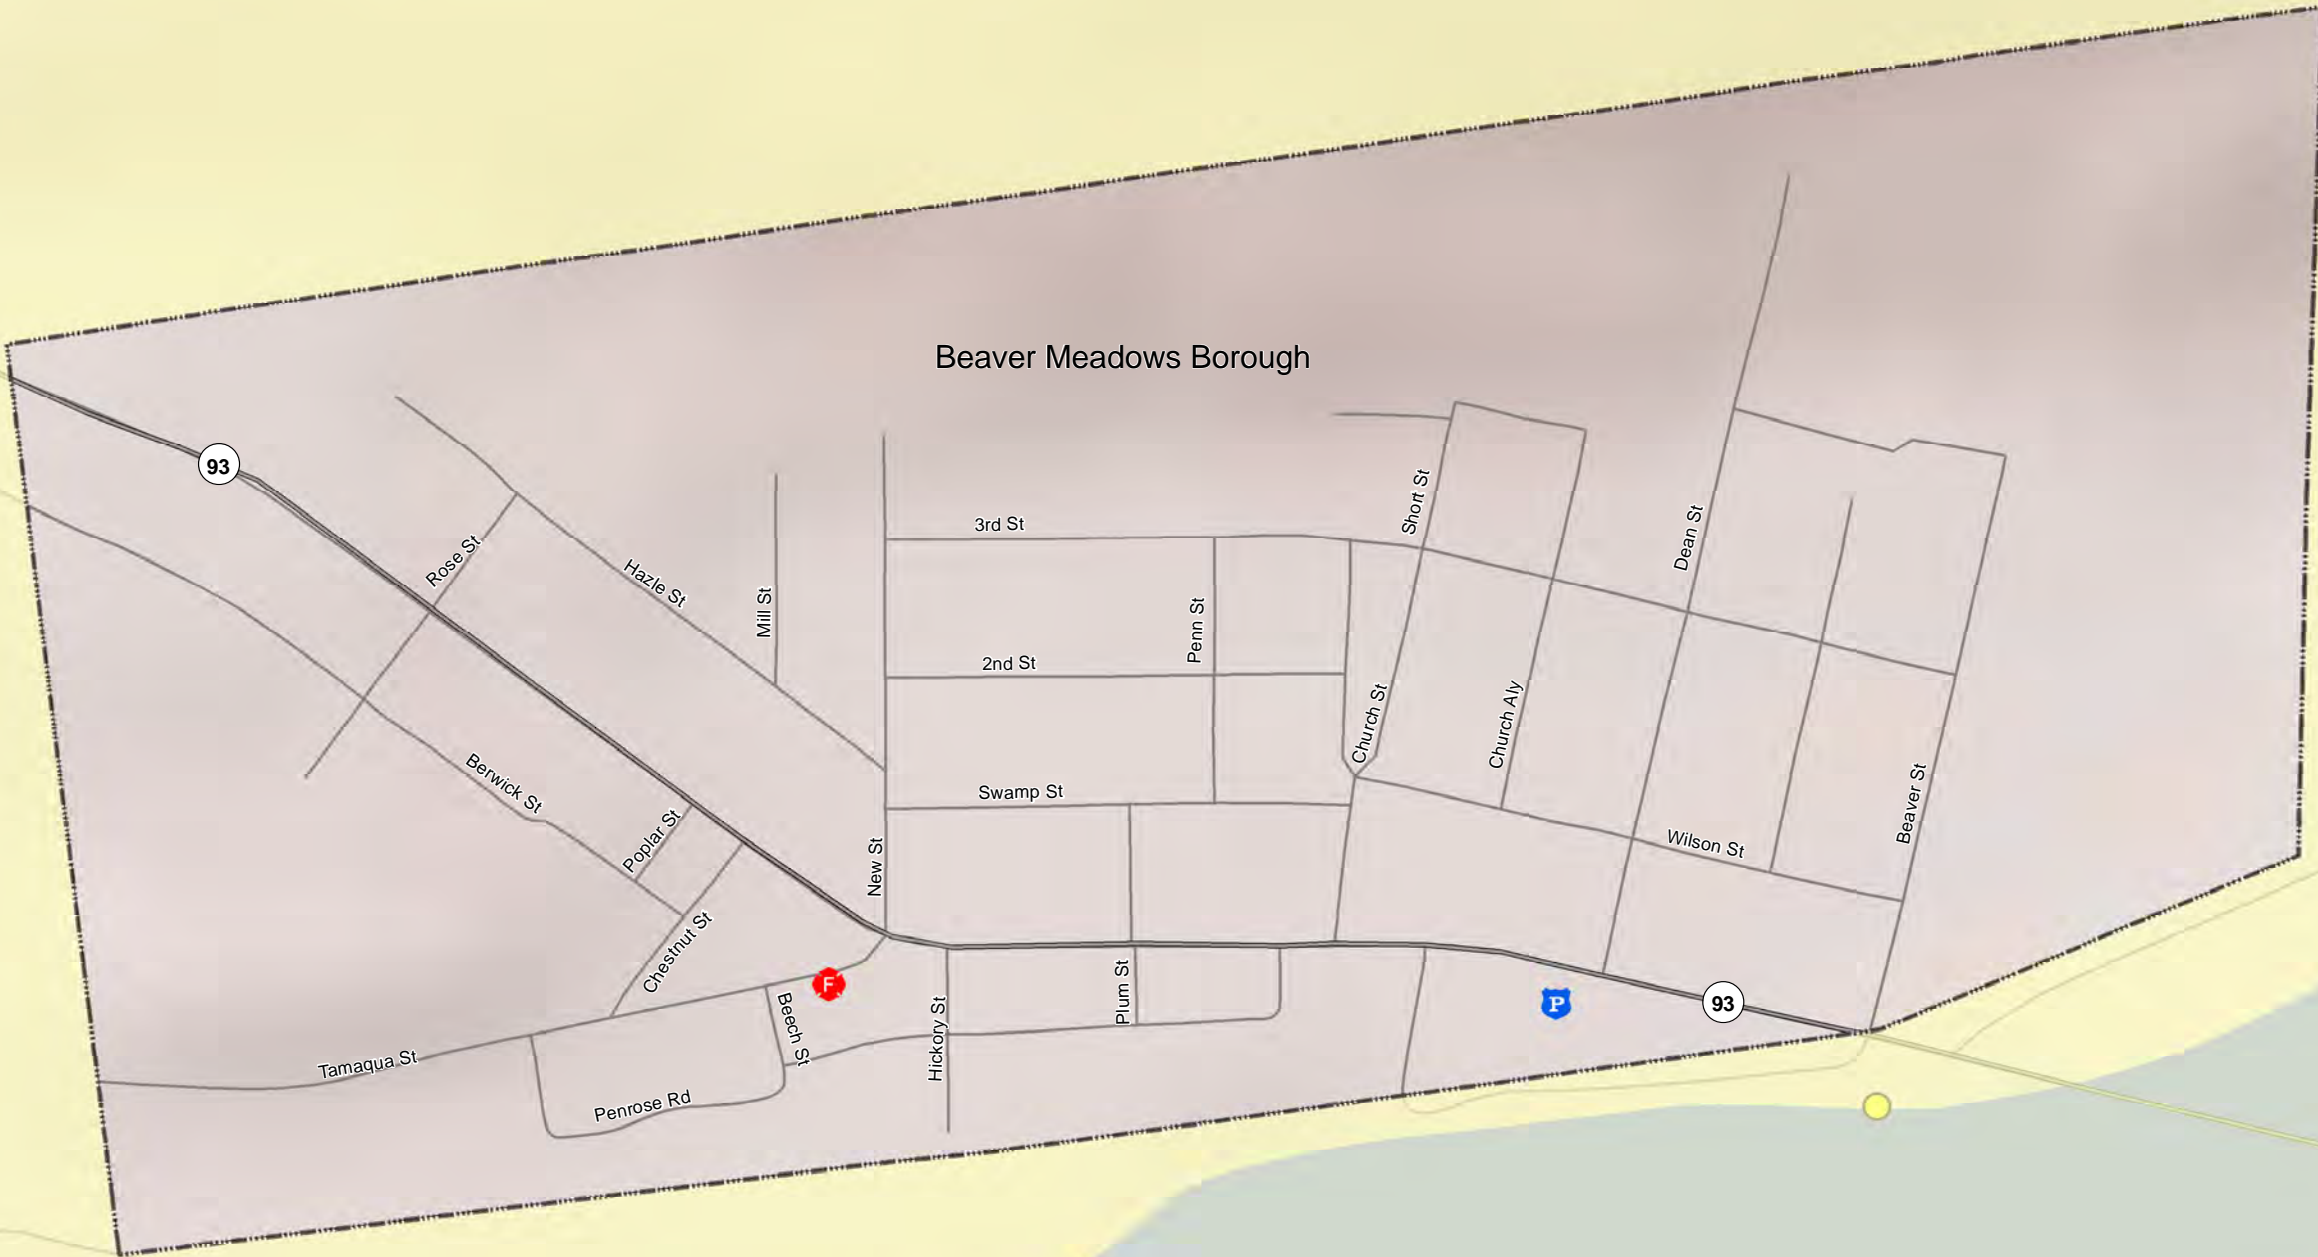 Beaver Meadows Borough
93
Rose St
Hazle St
Mill St
3rd St
Short St
Dean St
Penn St
2nd St
Church St
Church Aly
Berwick St
Poplar St
Swamp St
New St
Wilson St
Beaver St
Chestnut St
F
Beech St
Hickory St
Plum St
P
93
Tamaqua St
Penrose Rd